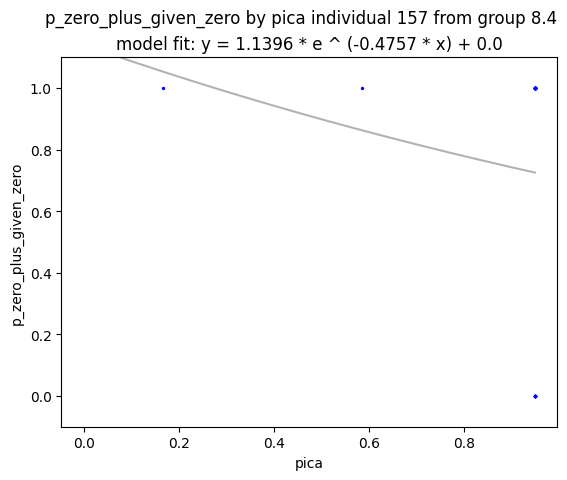 p_zero_plus_given_zero by pica individual 157 from group 8.4
model fit: y = 1.1396 * e ^ (-0.4757 * x) + 0.0
1.0
0.8
0.6
0.4
0.2
0.0
p_zero_plus_given_zero
0.0 0.2 0.4 0.6 0.8
pica